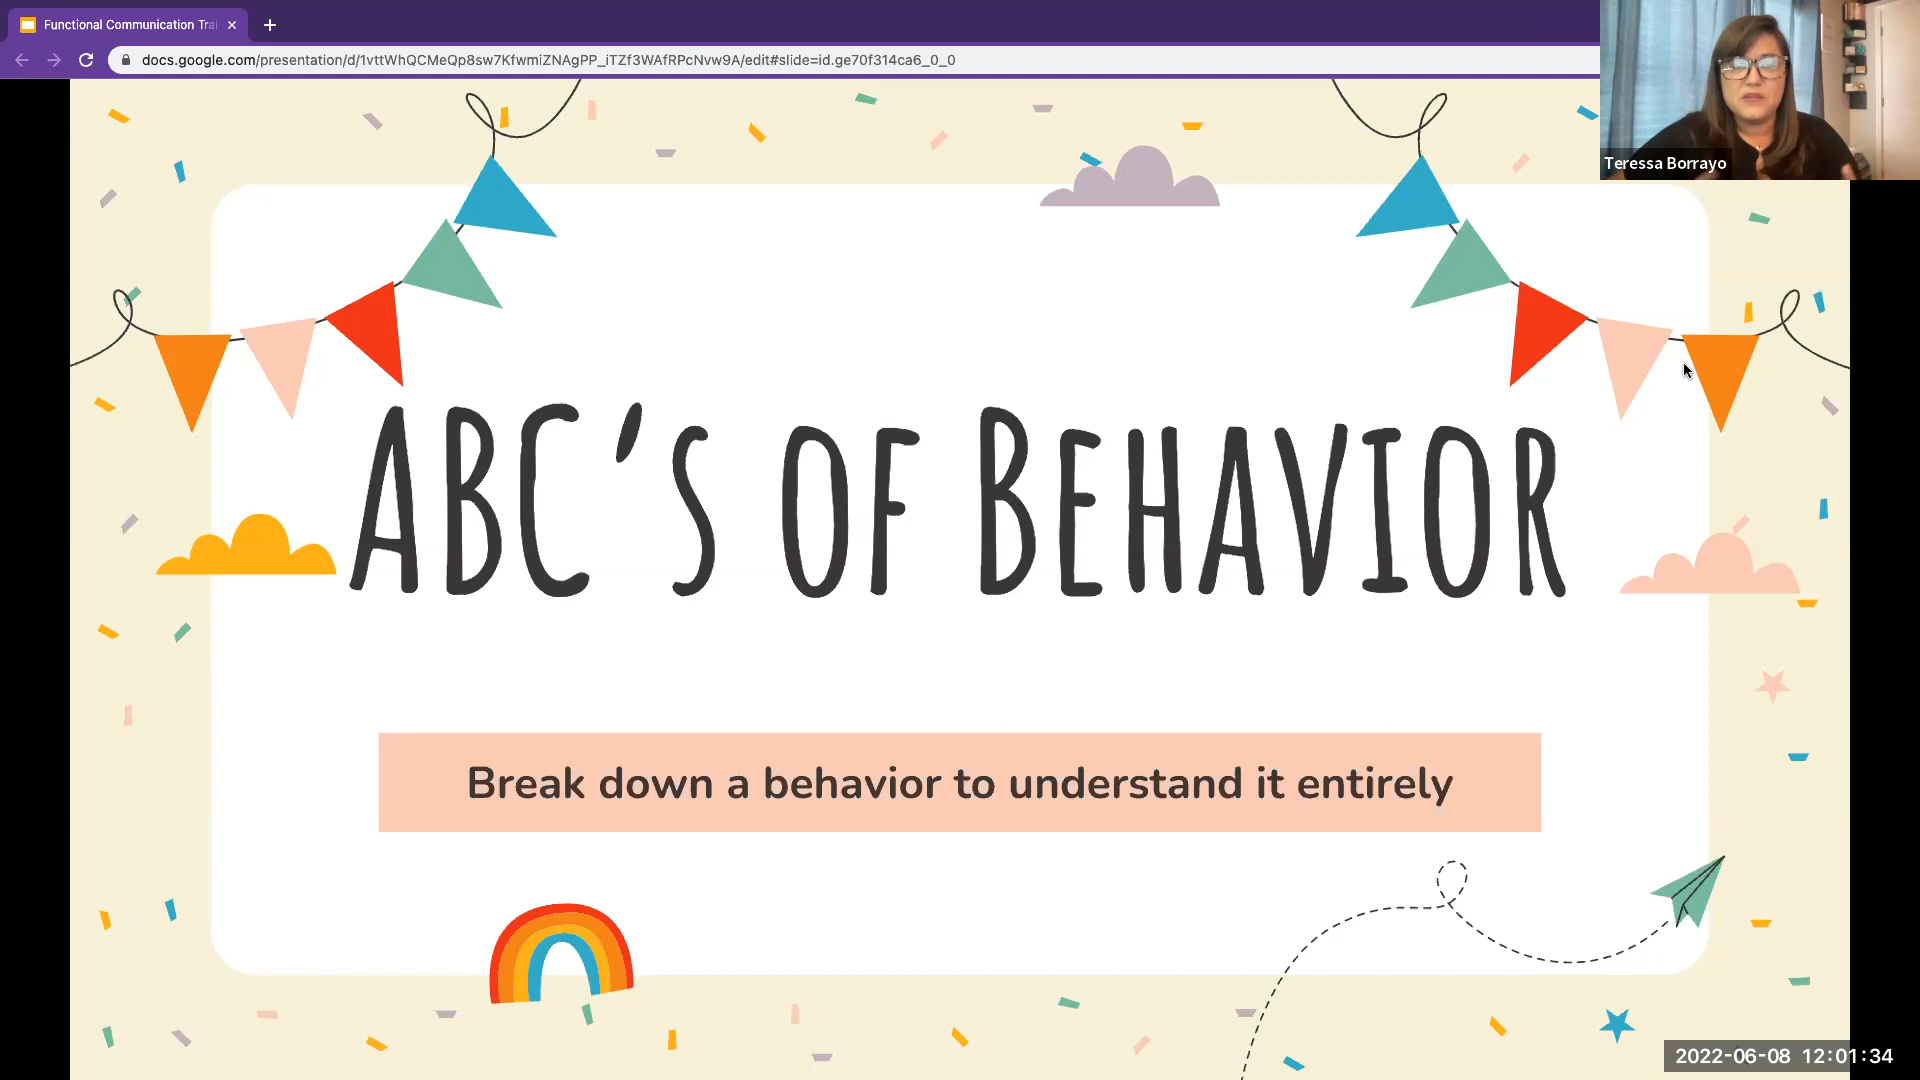 Functional Communication Trai
docs.google.com/presentation/d/1vttWhQCMeQp8sw7KfwmiZNAgPP_iTZf3WAfRPcNvw9A/edit#slide=id.ge70f314ca6_0_0
Teressa Borrayo
ABC's of Behavior
Break down a behavior to understand it entirely
2022-06-08 12:01:34